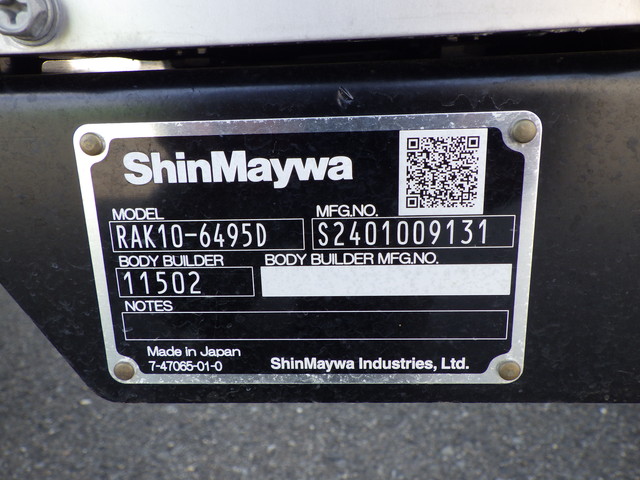 ShinMaywa
MODEL MFG.NO.
RAK10-6495D S2401009131
BODY BUILDER BODY BUILDER MFG.NO.
11502
NOTES
Made in Japan
7-47065-01-0 ShinMaywa Industries, Ltd.